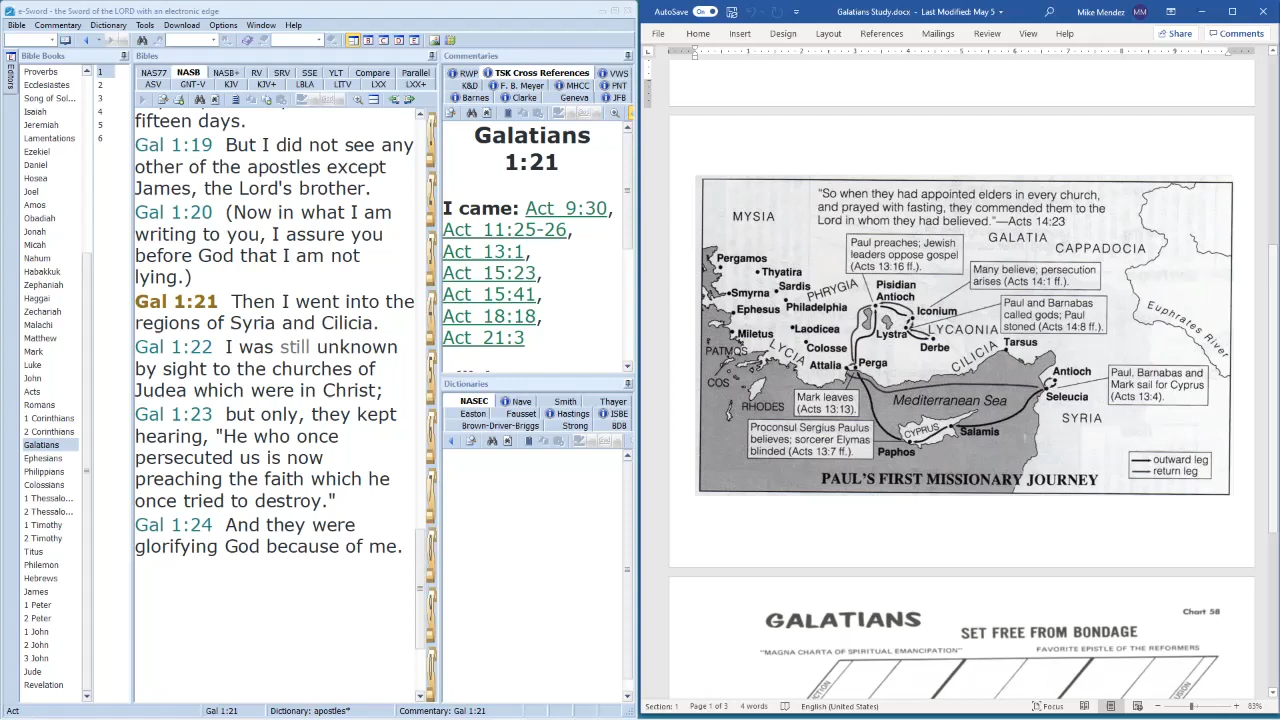 e-Sword - the Sword of the LORD with an electronic edge
Bible Commentary Dictionary Tools Download Options Window Help
Editors
Bible Books
Proverbs
Ecclesiastes
Song of Sol...
Isaiah
Jeremiah
Lamentations
Ezekiel
Daniel
Hosea
Joel
Amos
Obadiah
Jonah
Micah
Nahum
Habakkuk
Zephaniah
Haggai
Zechariah
Malachi
Matthew
Mark
Luke
John
Acts
Romans
1 Corinthians
2 Corinthians
Galatians
Ephesians
Philippians
Colossians
1 Thessalo...
2 Thessalo...
1 Timothy
2 Timothy
Titus
Philemon
Hebrews
James
1 Peter
2 Peter
1 John
2 John
3 John
Jude
Revelation
1
2
3
4
5
6
Bibles
NAS77 NASB NASB+ RV SRV SSE YLT Compare Parallel
ASV GNT-V KJV KJV+ LBLA LITV LXX LXX+
fifteen days.
Gal 1:19 But I did not see any
other of the apostles except
James, the Lord's brother.
Gal 1:20 (Now in what I am
writing to you, I assure you
before God that I am not
lying.)
Gal 1:21 Then I went into the
regions of Syria and Cilicia.
Gal 1:22 I was still unknown
by sight to the churches of
Judea which were in Christ;
Gal 1:23 but only, they kept
hearing, "He who once
persecuted us is now
preaching the faith which he
once tried to destroy."
Gal 1:24 And they were
glorifying God because of me.
Commentaries
RWP TSK Cross References VWS
K&D F. B. Meyer MHCC PNT
Barnes Clarke Geneva JFB
Galatians
1:21
I came: Act 9:30,
Act 11:25-26,
Act 13:1,
Act 15:23,
Act 15:41,
Act 18:18,
Act 21:3
Dictionaries
NASEC Nave Smith Thayer
Easton Fausset Hastings ISBE
Brown-Driver-Briggs Strong BDB
Act Gal 1:21 Dictionary: apostles* Commentary: Gal 1:21
AutoSave On Galatians Study.docx - Last Modified: May 5 Mike Mender MM
File Home Insert Design Layout References Mailings Review View Help Share Comments
1 2 3 4 5 6 7 8 9
"So when they had appointed elders in every church,
and prayed with fasting, they commended them to the
Lord in whom they had believed."—Acts 14:23
MYSIA
GALATIA
CAPPADOCIA
Paul preaches; Jewish
leaders oppose gospel
(Acts 13:16 ff.)
Many believe; persecution
arises (Acts 14:1 ff.)
Paul and Barnabas
called gods; Paul
stoned (Acts 14:8 ff.)
Pergamos
Thyatira
Sardis
Smyrna
Philadelphia
PHRYGIA
Pisidian
Antioch
Iconium
Ephesus
Laodicea
Miletus
Colosse
Lystra
LYCAONIA
Derbe
Tarsus
PATMOS
LYCIA
Attalia
Perga
CILICIA
Euphrates River
COS
RHODES
Antioch
Seleucia
Paul, Barnabas and
Mark sail for Cyprus
(Acts 13:4).
Mark leaves
(Acts 13:13).
Mediterranean Sea
SYRIA
Proconsul Sergius Paulus
believes; sorcerer Elymas
blinded (Acts 13:7 ff.).
CYPRUS
Salamis
Paphos
outward leg
return leg
PAUL'S FIRST MISSIONARY JOURNEY
GALATIANS
Chart 58
SET FREE FROM BONDAGE
"MAGNA CHARTA OF SPIRITUAL EMANCIPATION"
FAVORITE EPISTLE OF THE REFORMERS
Section: 1 Page 1 of 3 4 words English (United States) Focus 83%